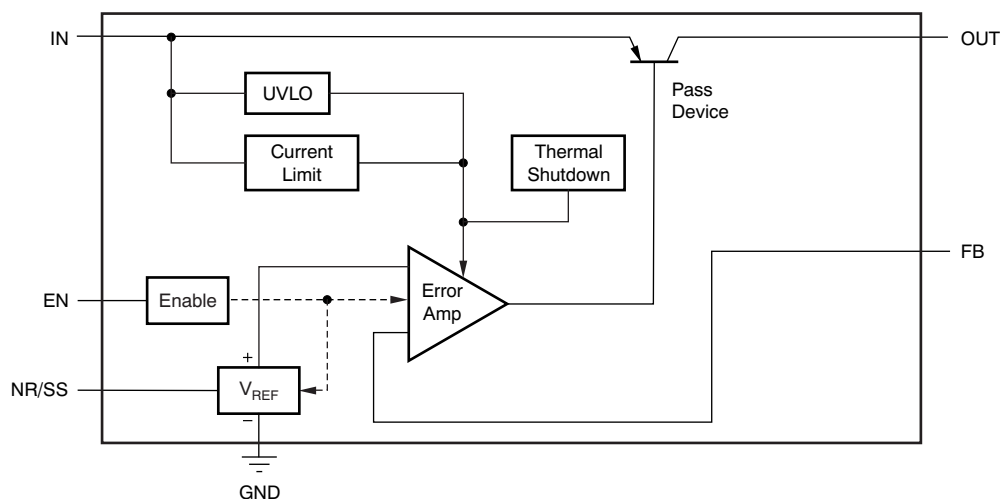 IN
OUT
UVLO
Pass
Device
Current
Limit
Thermal
Shutdown
FB
EN
Enable
Error
Amp
+
NR/SS
VREF
−
GND